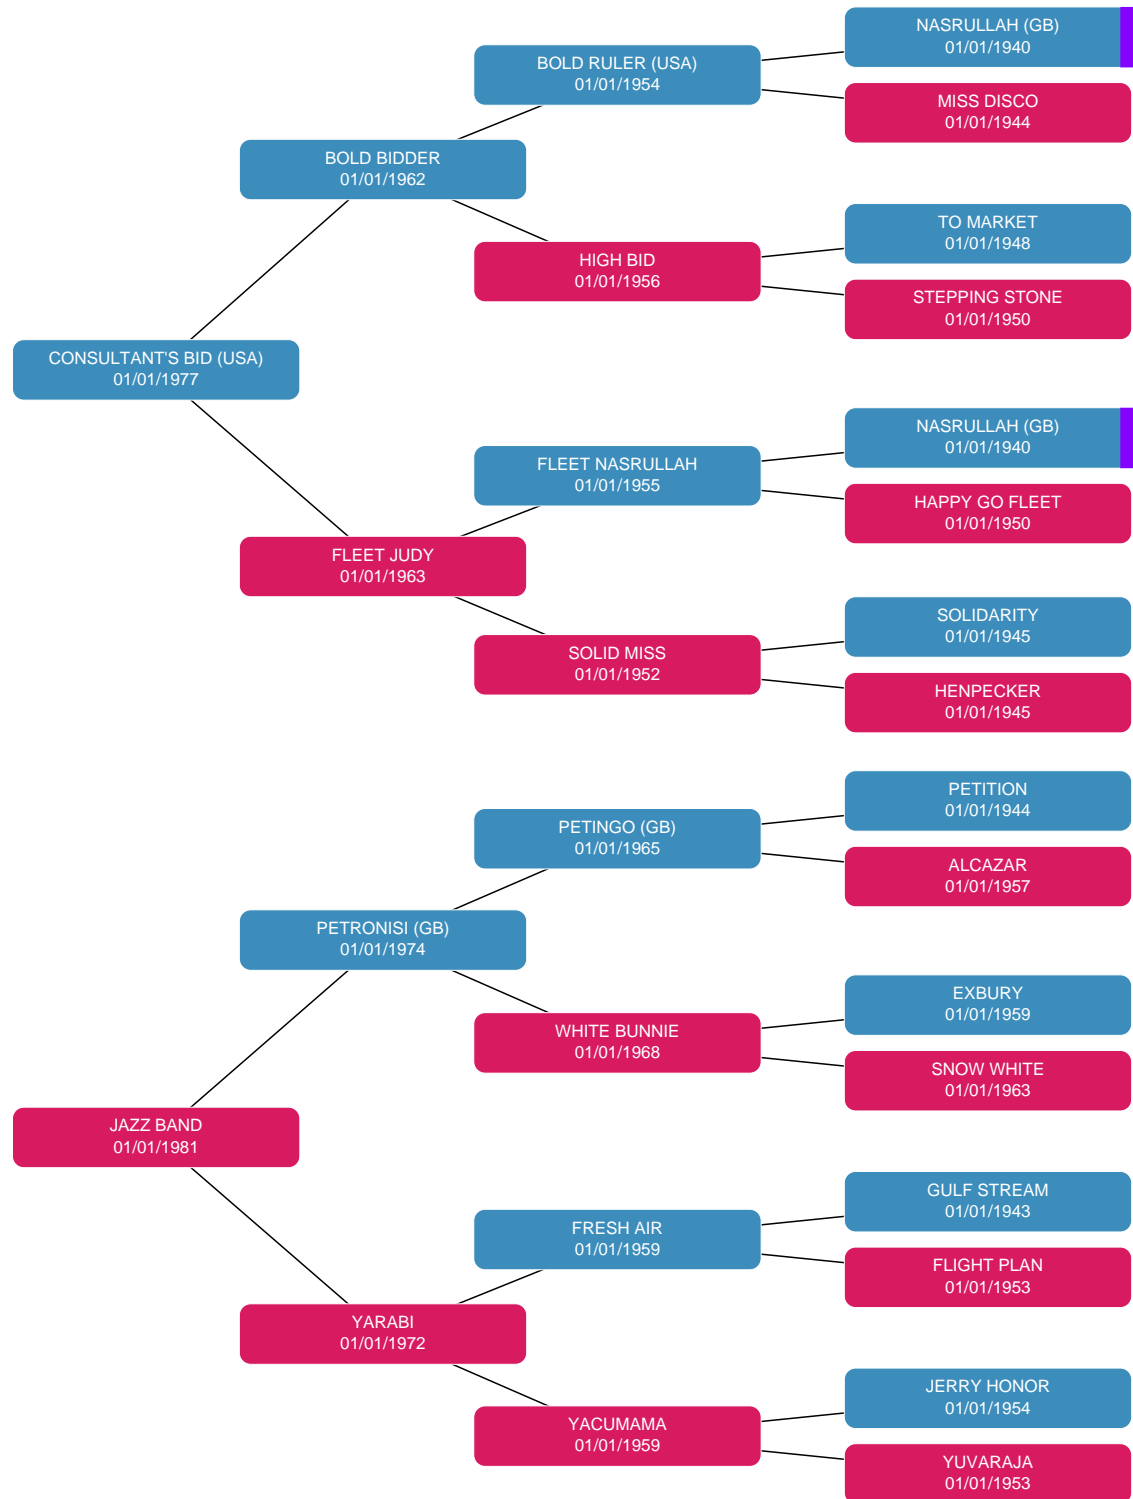 NASRULLAH (GB)
01/01/1940
BOLD RULER (USA)
01/01/1954
MISS DISCO
01/01/1944
BOLD BIDDER
01/01/1962
TO MARKET
01/01/1948
HIGH BID
01/01/1956
STEPPING STONE
01/01/1950
CONSULTANT'S BID (USA)
01/01/1977
NASRULLAH (GB)
01/01/1940
FLEET NASRULLAH
01/01/1955
HAPPY GO FLEET
01/01/1950
FLEET JUDY
01/01/1963
SOLIDARITY
01/01/1945
SOLID MISS
01/01/1952
HENPECKER
01/01/1945
PETITION
01/01/1944
PETINGO (GB)
01/01/1965
ALCAZAR
01/01/1957
PETRONISI (GB)
01/01/1974
EXBURY
01/01/1959
WHITE BUNNIE
01/01/1968
SNOW WHITE
01/01/1963
JAZZ BAND
01/01/1981
GULF STREAM
01/01/1943
FRESH AIR
01/01/1959
FLIGHT PLAN
01/01/1953
YARABI
01/01/1972
JERRY HONOR
01/01/1954
YACUMAMA
01/01/1959
YUVARAJA
01/01/1953